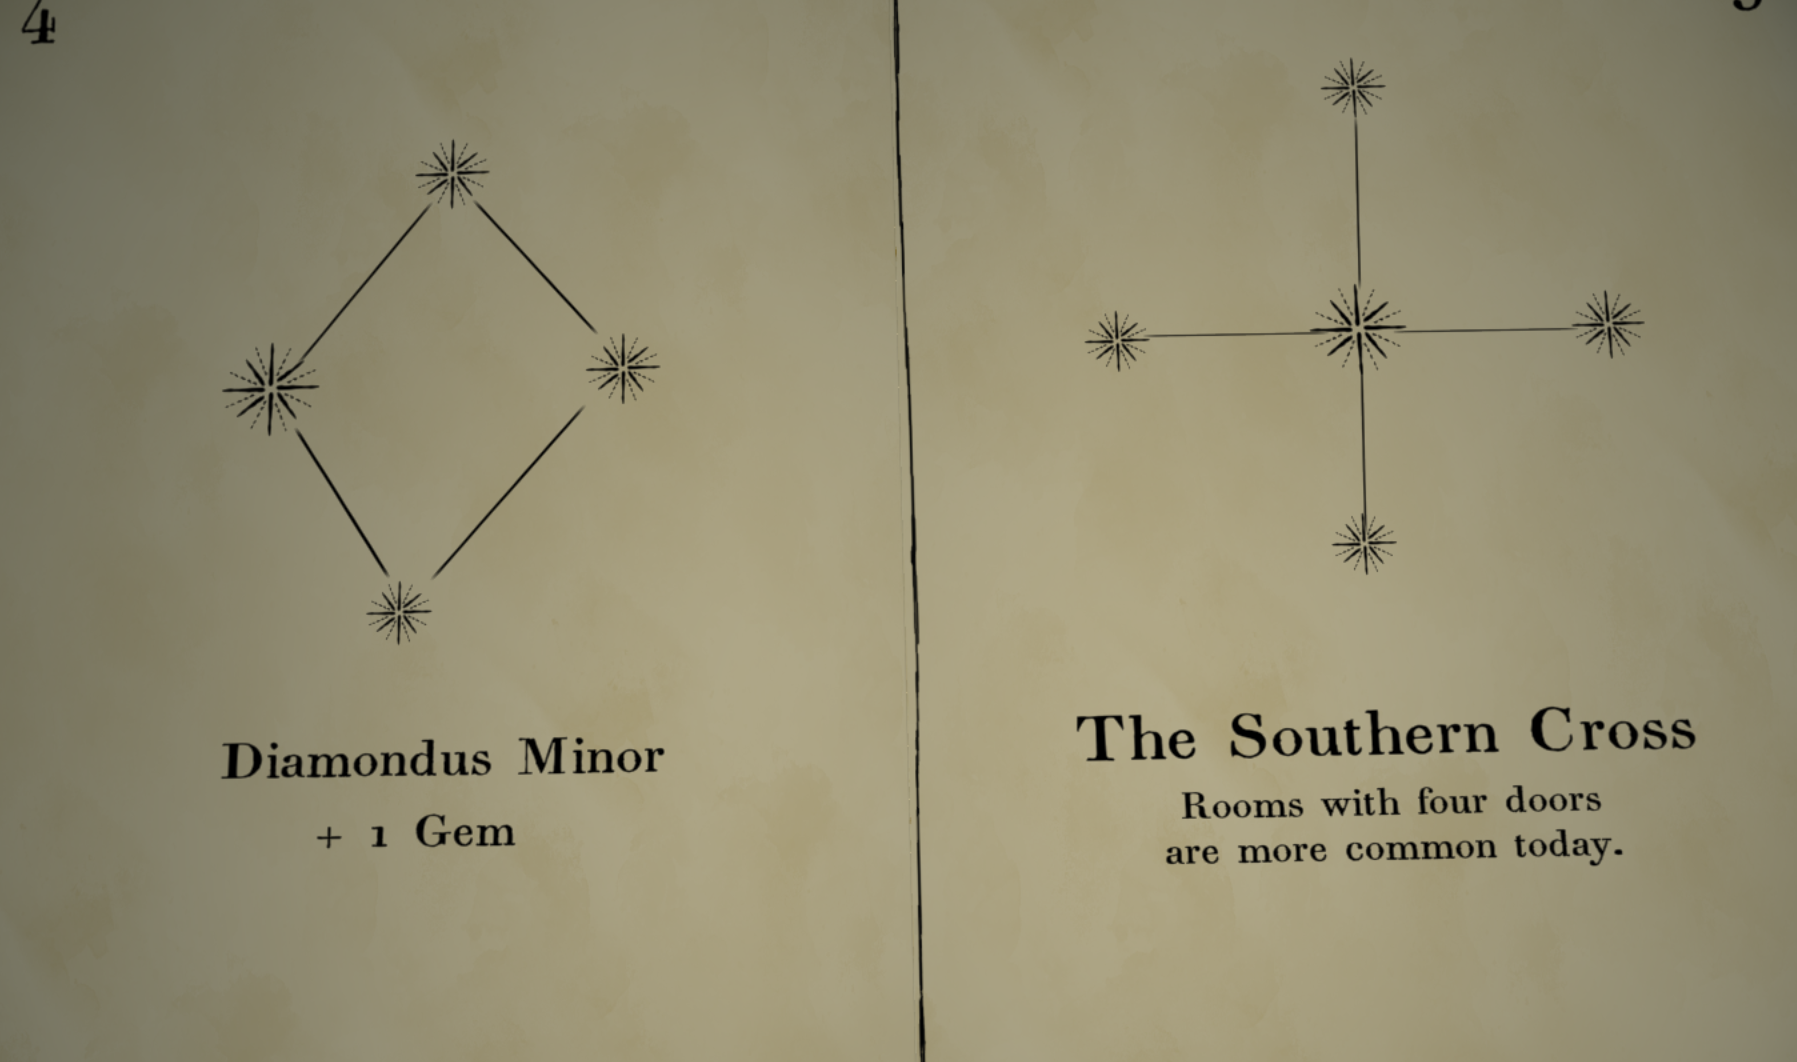 4
Diamondus Minor
+ 1 Gem
The Southern Cross
Rooms with four doors
are more common today.